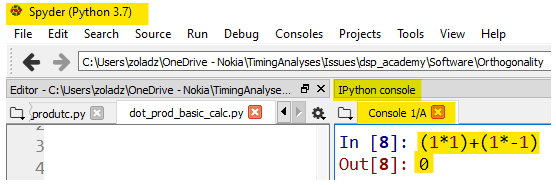 Spyder (Python 3.7)
File Edit Search Source Run Debug Consoles Projects Tools View Help
C:\Users\zoladz\OneDrive - Nokia\TimingAnalyses\Issues\dsp_academy\Software\Orthogonality
Editor - C:\Users\zoladz\OneDrive - Nokia\TimingAnalyse...
IPython console
_produtc.py dot_prod_basic_calc.py
Console 1/A
3
4
In [8]: (1*1)+(1*-1)
Out[8]: 0